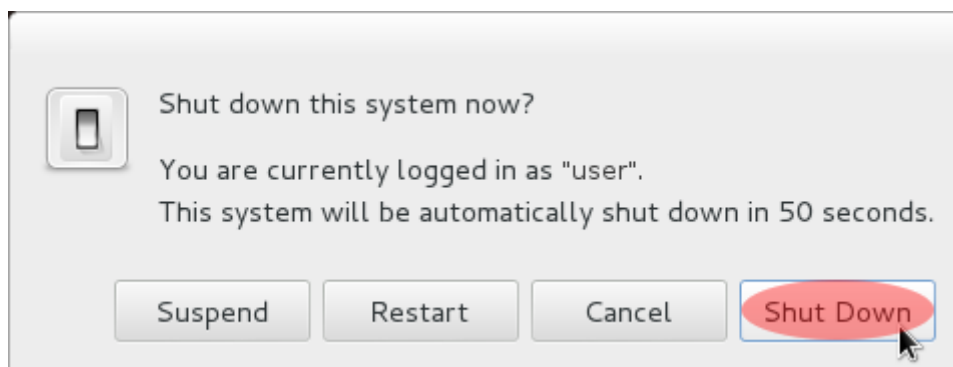 Shut down this system now?
You are currently logged in as "user".
This system will be automatically shut down in 50 seconds.
Suspend Restart Cancel Shut Down